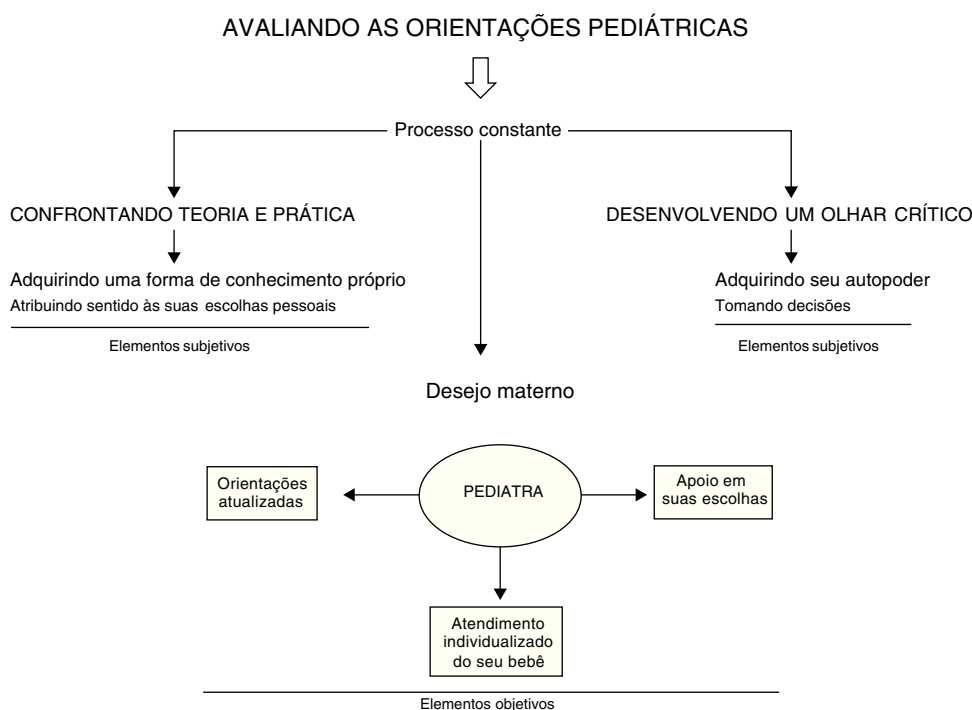 AVALIANDO AS ORIENTAÇÕES PEDIÁTRICAS
Processo constante
CONFRONTANDO TEORIA E PRÁTICA
Adquirindo uma forma de conhecimento próprio
Atribuindo sentido às suas escolhas pessoais
Elementos subjetivos
DESENVOLVENDO UM OLHAR CRÍTICO
Adquirindo seu autopoder
Tomando decisões
Elementos subjetivos
Desejo materno
Orientações
atualizadas
PEDIATRA
Apoio em
suas escolhas
Atendimento
individualizado
do seu bebê
Elementos objetivos